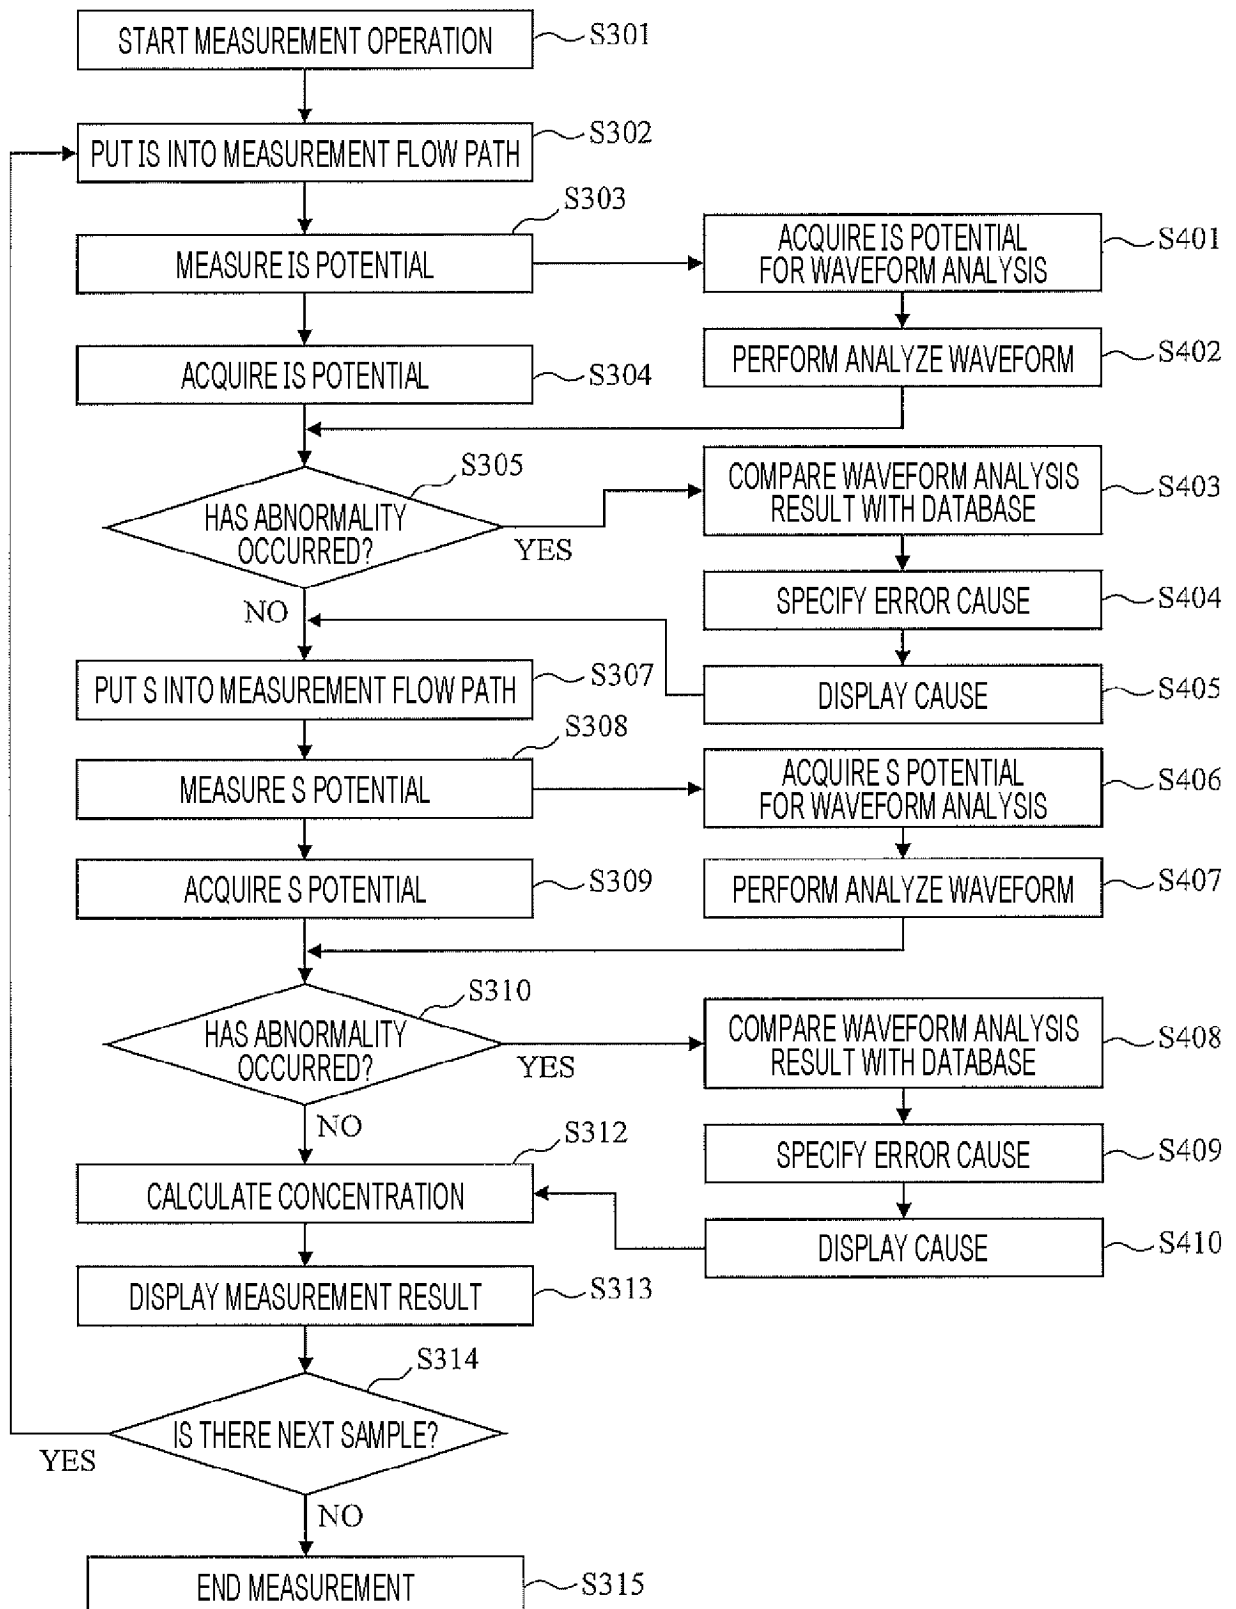 START MEASUREMENT OPERATION
S301
PUT IS INTO MEASUREMENT FLOW PATH
S302
MEASURE IS POTENTIAL
S303
ACQUIRE IS POTENTIAL
FOR WAVEFORM ANALYSIS
S401
ACQUIRE IS POTENTIAL
S304
PERFORM ANALYZE WAVEFORM
S402
HAS ABNORMALITY
OCCURRED?
S305
YES
NO
COMPARE WAVEFORM ANALYSIS
RESULT WITH DATABASE
S403
SPECIFY ERROR CAUSE
S404
DISPLAY CAUSE
S405
PUT S INTO MEASUREMENT FLOW PATH
S307
MEASURE S POTENTIAL
S308
ACQUIRE S POTENTIAL
FOR WAVEFORM ANALYSIS
S406
ACQUIRE S POTENTIAL
S309
PERFORM ANALYZE WAVEFORM
S407
HAS ABNORMALITY
OCCURRED?
S310
YES
NO
COMPARE WAVEFORM ANALYSIS
RESULT WITH DATABASE
S408
SPECIFY ERROR CAUSE
S409
DISPLAY CAUSE
S410
CALCULATE CONCENTRATION
S312
DISPLAY MEASUREMENT RESULT
S313
IS THERE NEXT SAMPLE?
S314
YES
NO
END MEASUREMENT
S315